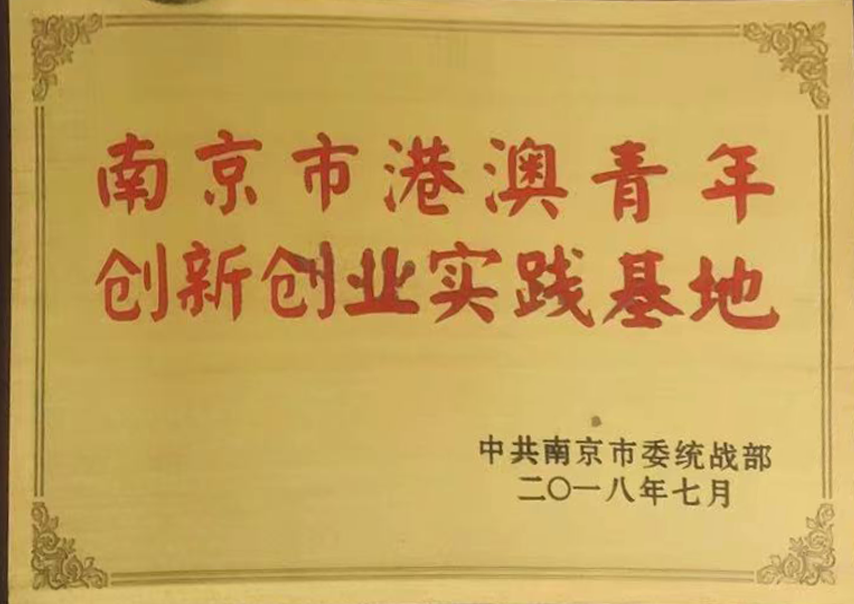 南京市港澳青年
创新创业实践基地
中共南京市委统战部
二〇一八年七月